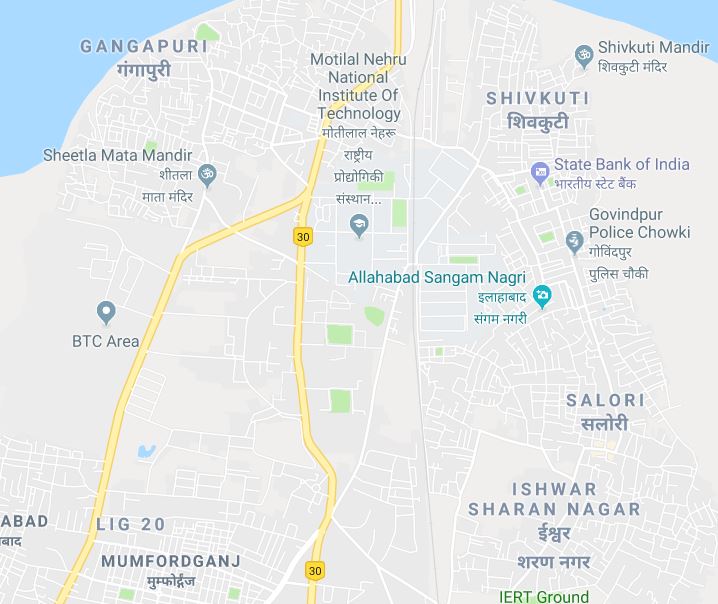 GANGAPURI
गंगापुरी
Motilal Nehru
National
Institute Of
Technology
मोतीलाल नेहरू
राष्ट्रीय
प्रोद्योगिकी
संस्थान...
Shivkuti Mandir
शिवकुटी मंदिर
SHIVKUTI
शिवकुटी
Sheetla Mata Mandir
शीतला
माता मंदिर
State Bank of India
भारतीय स्टेट बैंक
Govindpur
Police Chowki
गोविंदपुर
पुलिस चौकी
30
Allahabad Sangam Nagri
इलाहाबाद
संगम नगरी
BTC Area
SALORI
सलोरी
ISHWAR
SHARAN NAGAR
ईश्वर
शरण नगर
ABAD
बाद
LIG 20
MUMFORDGANJ
मुम्फोर्द्गंज
30
IERT Ground